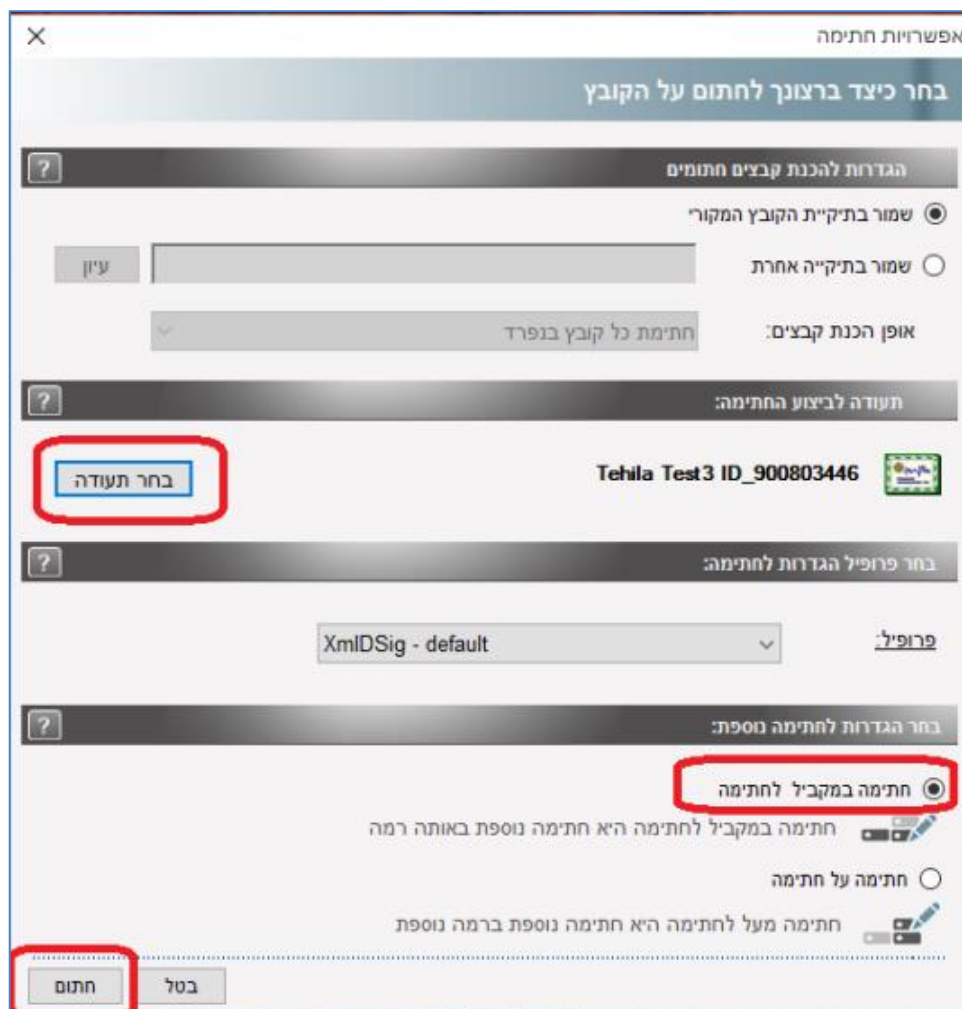 אפשרויות חתימה
בחר כיצד ברצונך לחתום על הקובץ
הגדרות להכנת קבצים חתומים ?
שמור בתיקיית הקובץ המקורי
שמור בתיקייה אחרת עיון
אופן הכנת קבצים: חתימת כל קובץ בנפרד
תעודה לביצוע החתימה: ?
Tehila Test3 ID_900803446 בחר תעודה
בחר פרופיל הגדרות לחתימה: ?
פרופיל: XmlDSig - default
בחר הגדרות לחתימה נוספת: ?
חתימה במקביל לחתימה
חתימה במקביל לחתימה היא חתימה נוספת באותה רמה
חתימה על חתימה
חתימה מעל לחתימה היא חתימה נוספת ברמה נוספת
בטל חתום